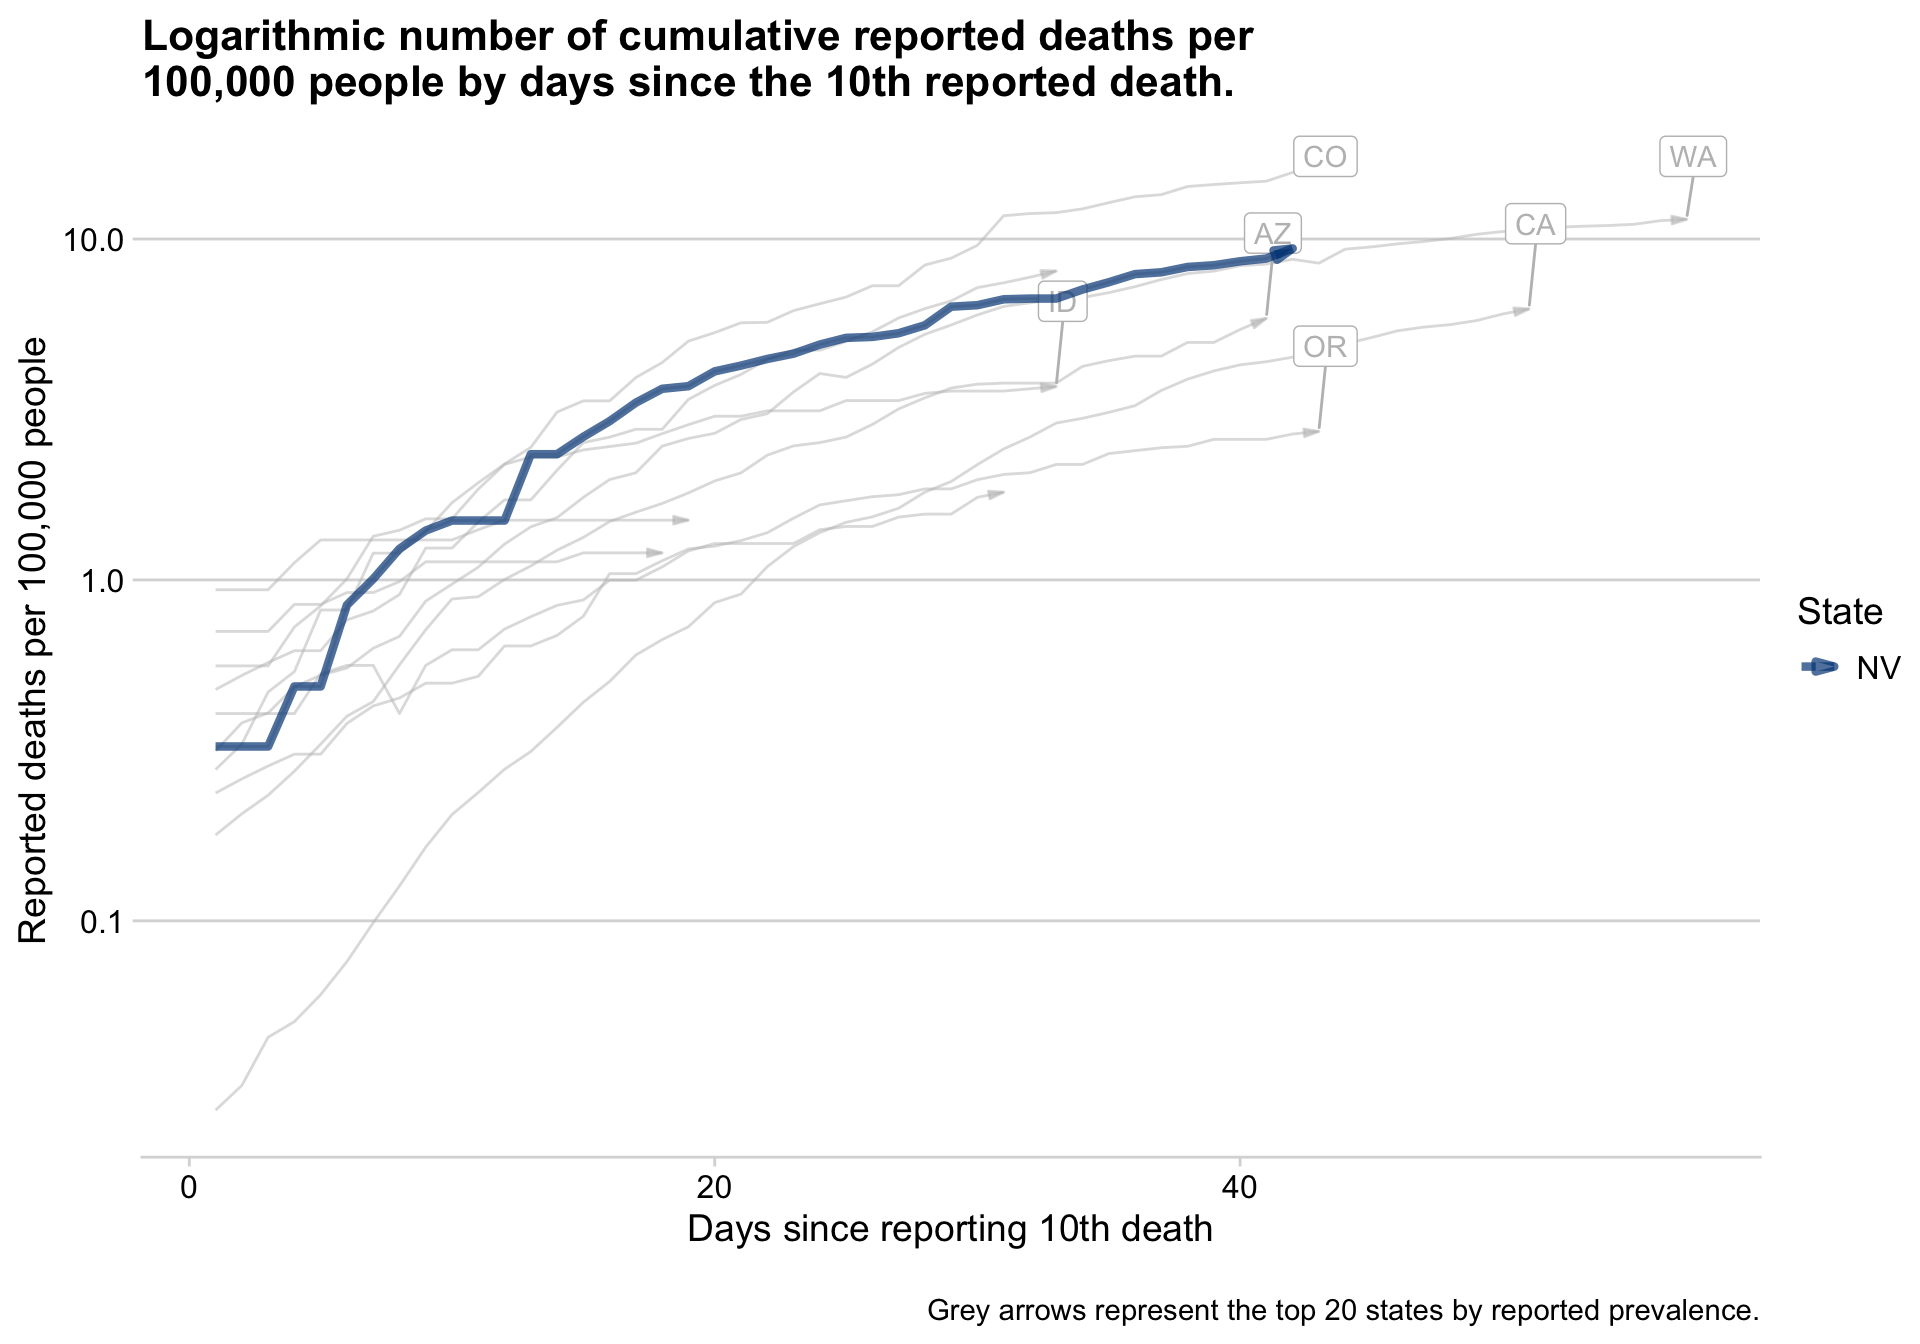 Logarithmic number of cumulative reported deaths per
100,000 people by days since the 10th reported death.
CO
WA
CA
AZ
10.0
ID
OR
1.0
State
NV
0.1
Reported deaths per 100,000 people
0
20
40
Days since reporting 10th death
Grey arrows represent the top 20 states by reported prevalence.